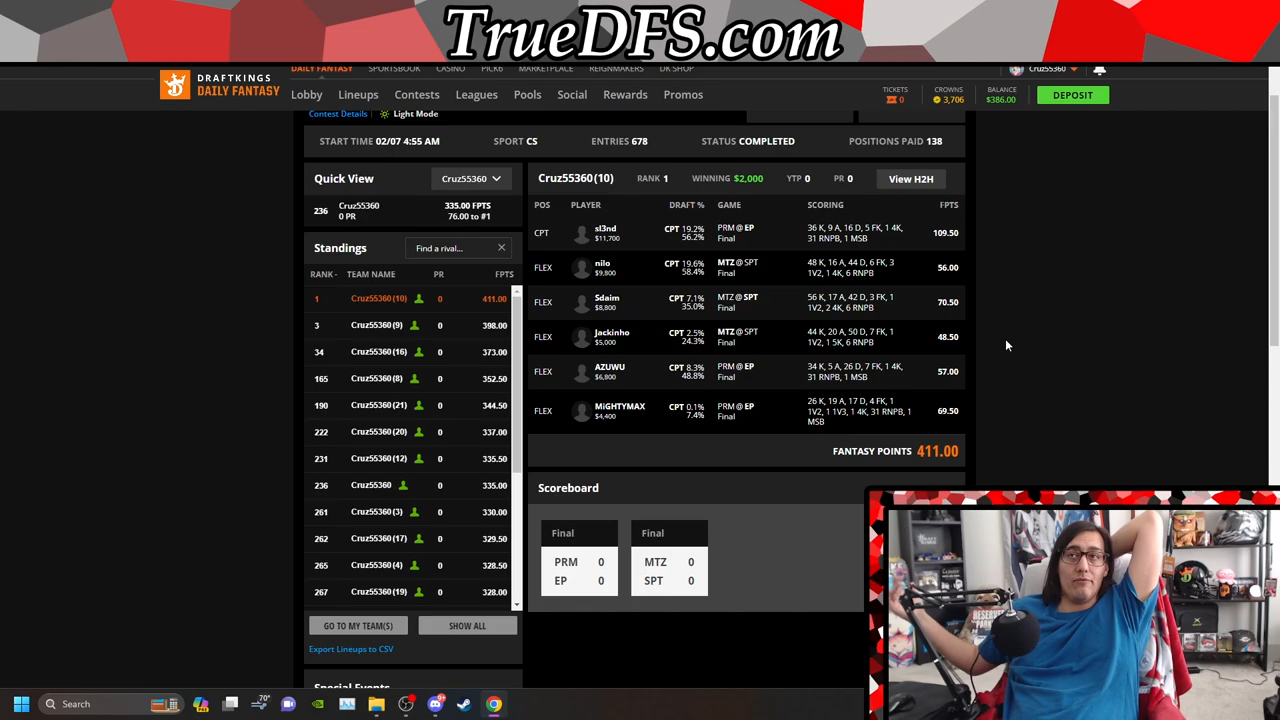 TrueDFS.com
DAILY FANTASY SPORTSBOOK CASINO PICK6 MARKETPLACE REIGNMAKERS DK SHOP Cruz55360
DRAFTKINGS
DAILY FANTASY
Lobby Lineups Contests Leagues Pools Social Rewards Promos
TICKETS 0 CROWNS 3,706 BALANCE $386.00 DEPOSIT
Contest Details Light Mode
START TIME 02/07 4:55 AM SPORT CS ENTRIES 678 STATUS COMPLETED POSITIONS PAID 138
Quick View Cruz55360
236 Cruz55360 335.00 FPTS
0 PR 76.00 to #1
Standings Find a rival...
RANK TEAM NAME PR FPTS
1 Cruz55360 (10) 0 411.00
3 Cruz55360 (9) 0 398.00
34 Cruz55360 (16) 0 373.00
165 Cruz55360 (8) 0 352.50
190 Cruz55360 (21) 0 344.50
222 Cruz55360 (20) 0 337.00
231 Cruz55360 (12) 0 335.50
236 Cruz55360 0 335.00
261 Cruz55360 (3) 0 330.00
262 Cruz55360 (17) 0 329.50
265 Cruz55360 (4) 0 328.50
267 Cruz55360 (19) 0 328.00
GO TO MY TEAM(S) SHOW ALL
Export Lineups to CSV
Special Events
Cruz55360 (10) RANK 1 WINNING $2,000 YTP 0 PR 0 View H2H
POS PLAYER DRAFT % GAME SCORING FPTS
CPT sl3nd $11,700 CPT 19.2% 56.2% PRM @ EP Final 36 K, 9 A, 16 D, 5 FK, 1 4K, 31 RNPB, 1 MSB 109.50
FLEX nilo $9,800 CPT 19.6% 58.4% MTZ @ SPT Final 48 K, 16 A, 44 D, 6 FK, 3 1V2, 1 4K, 6 RNPB 56.00
FLEX Sdaim $8,800 CPT 7.1% 35.0% MTZ @ SPT Final 56 K, 17 A, 42 D, 3 FK, 1 1V2, 2 4K, 6 RNPB 70.50
FLEX Jackinho $5,000 CPT 2.5% 24.3% MTZ @ SPT Final 44 K, 20 A, 50 D, 7 FK, 1 1V2, 1 5K, 6 RNPB 48.50
FLEX AZUWU $6,800 CPT 8.3% 48.8% PRM @ EP Final 34 K, 5 A, 26 D, 7 FK, 1 4K, 31 RNPB, 1 MSB 57.00
FLEX MiGHTYMAX $4,400 CPT 0.1% 7.4% PRM @ EP Final 26 K, 19 A, 17 D, 4 FK, 1 1V2, 1 1V3, 1 4K, 31 RNPB, 1 MSB 69.50
FANTASY POINTS 411.00
Scoreboard
Final Final
PRM 0 MTZ 0
EP 0 SPT 0
Search 70°